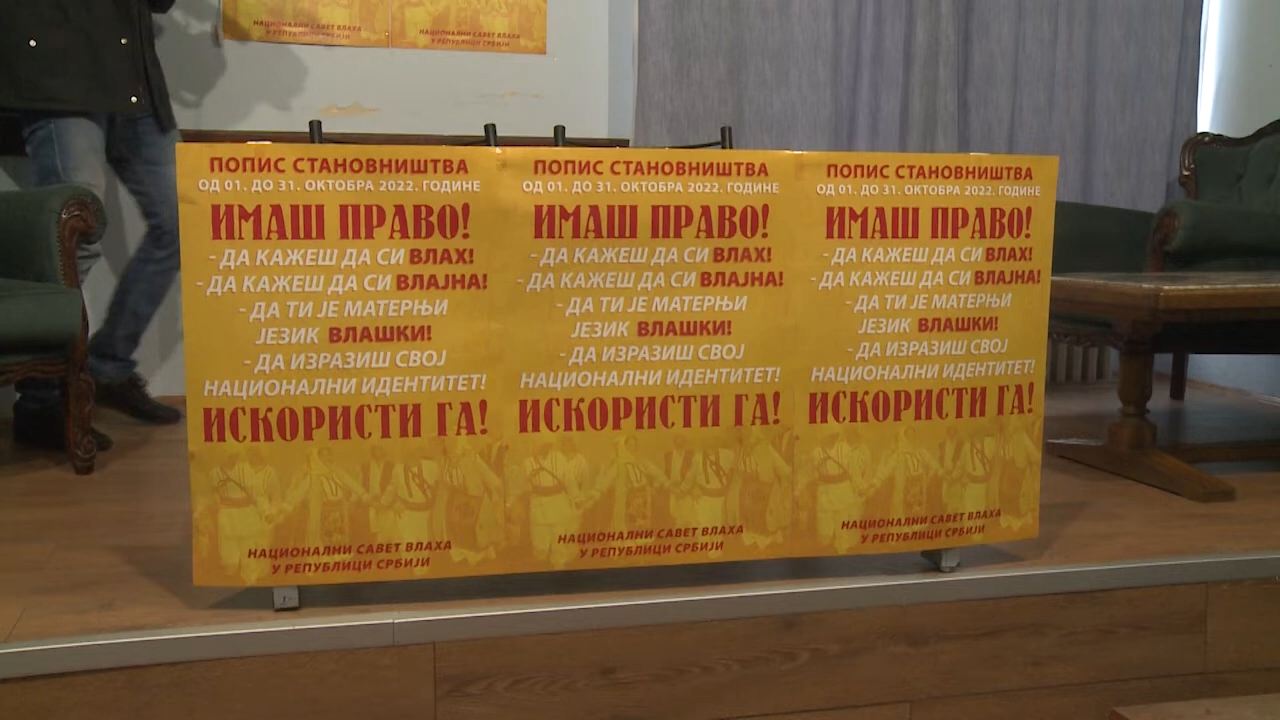 НАЦИОНАЛНИ САВЕТ ВЛАХА
У РЕПУБЛИЦИ СРБИЈИ
НАЦИОНАЛНИ САВЕТ ВЛАХА
У РЕПУБЛИЦИ СРБИЈИ
ПОПИС СТАНОВНИШТВА
ОД 01. ДО 31. ОКТОБРА 2022. ГОДИНЕ
ИМАШ ПРАВО!
- ДА КАЖЕШ ДА СИ ВЛАХ!
- ДА КАЖЕШ ДА СИ ВЛАЈНА!
- ДА ТИ ЈЕ МАТЕРЊИ
ЈЕЗИК ВЛАШКИ!
- ДА ИЗРАЗИШ СВОЈ
НАЦИОНАЛНИ ИДЕНТИТЕТ!
ИСКОРИСТИ ГА!
НАЦИОНАЛНИ САВЕТ ВЛАХА
У РЕПУБЛИЦИ СРБИЈИ
ПОПИС СТАНОВНИШТВА
ОД 01. ДО 31. ОКТОБРА 2022. ГОДИНЕ
ИМАШ ПРАВО!
- ДА КАЖЕШ ДА СИ ВЛАХ!
- ДА КАЖЕШ ДА СИ ВЛАЈНА!
- ДА ТИ ЈЕ МАТЕРЊИ
ЈЕЗИК ВЛАШКИ!
- ДА ИЗРАЗИШ СВОЈ
НАЦИОНАЛНИ ИДЕНТИТЕТ!
ИСКОРИСТИ ГА!
НАЦИОНАЛНИ САВЕТ ВЛАХА
У РЕПУБЛИЦИ СРБИЈИ
ПОПИС СТАНОВНИШТВА
ОД 01. ДО 31. ОКТОБРА 2022. ГОДИНЕ
ИМАШ ПРАВО!
- ДА КАЖЕШ ДА СИ ВЛАХ!
- ДА КАЖЕШ ДА СИ ВЛАЈНА!
- ДА ТИ ЈЕ МАТЕРЊИ
ЈЕЗИК ВЛАШКИ!
- ДА ИЗРАЗИШ СВОЈ
НАЦИОНАЛНИ ИДЕНТИТЕТ!
ИСКОРИСТИ ГА!
НАЦИОНАЛНИ САВЕТ ВЛАХА
У РЕПУБЛИЦИ СРБИЈИ